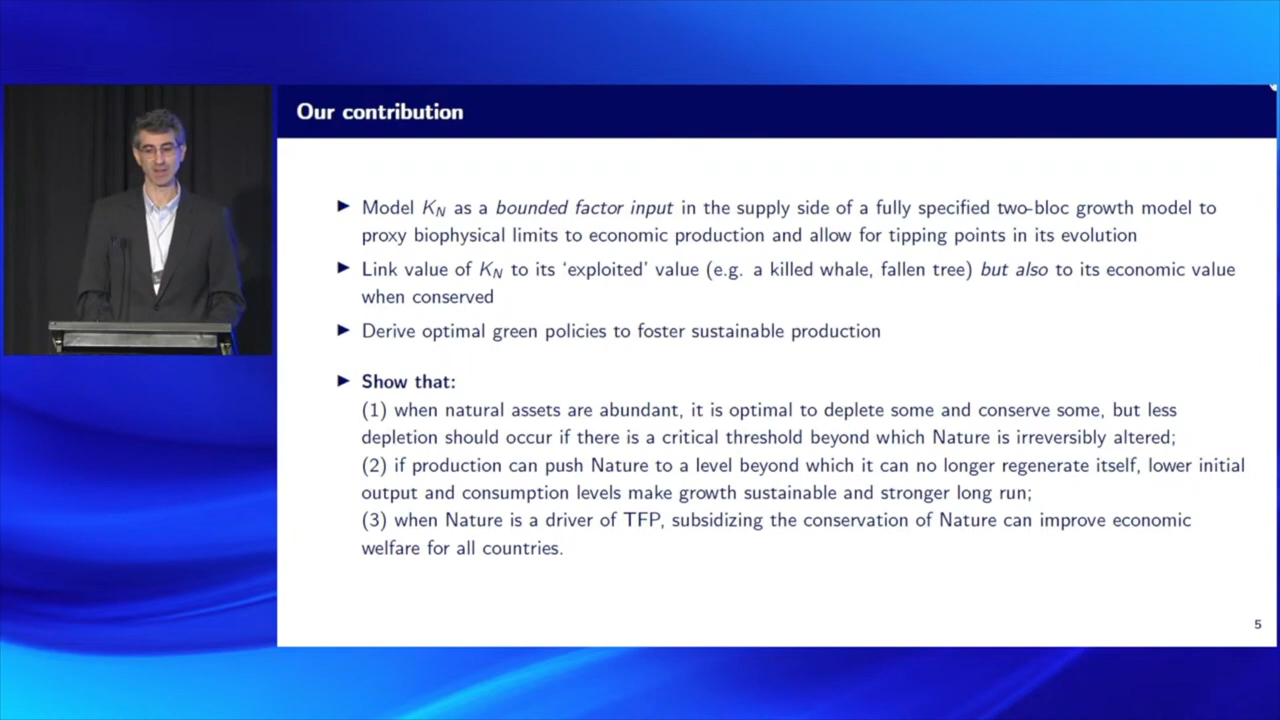 Our contribution
▶ Model K_N as a bounded factor input in the supply side of a fully specified two-bloc growth model to
proxy biophysical limits to economic production and allow for tipping points in its evolution
▶ Link value of K_N to its ‘exploited’ value (e.g. a killed whale, fallen tree) but also to its economic value
when conserved
▶ Derive optimal green policies to foster sustainable production
▶ Show that:
(1) when natural assets are abundant, it is optimal to deplete some and conserve some, but less
depletion should occur if there is a critical threshold beyond which Nature is irreversibly altered;
(2) if production can push Nature to a level beyond which it can no longer regenerate itself, lower initial
output and consumption levels make growth sustainable and stronger long run;
(3) when Nature is a driver of TFP, subsidizing the conservation of Nature can improve economic
welfare for all countries.
5